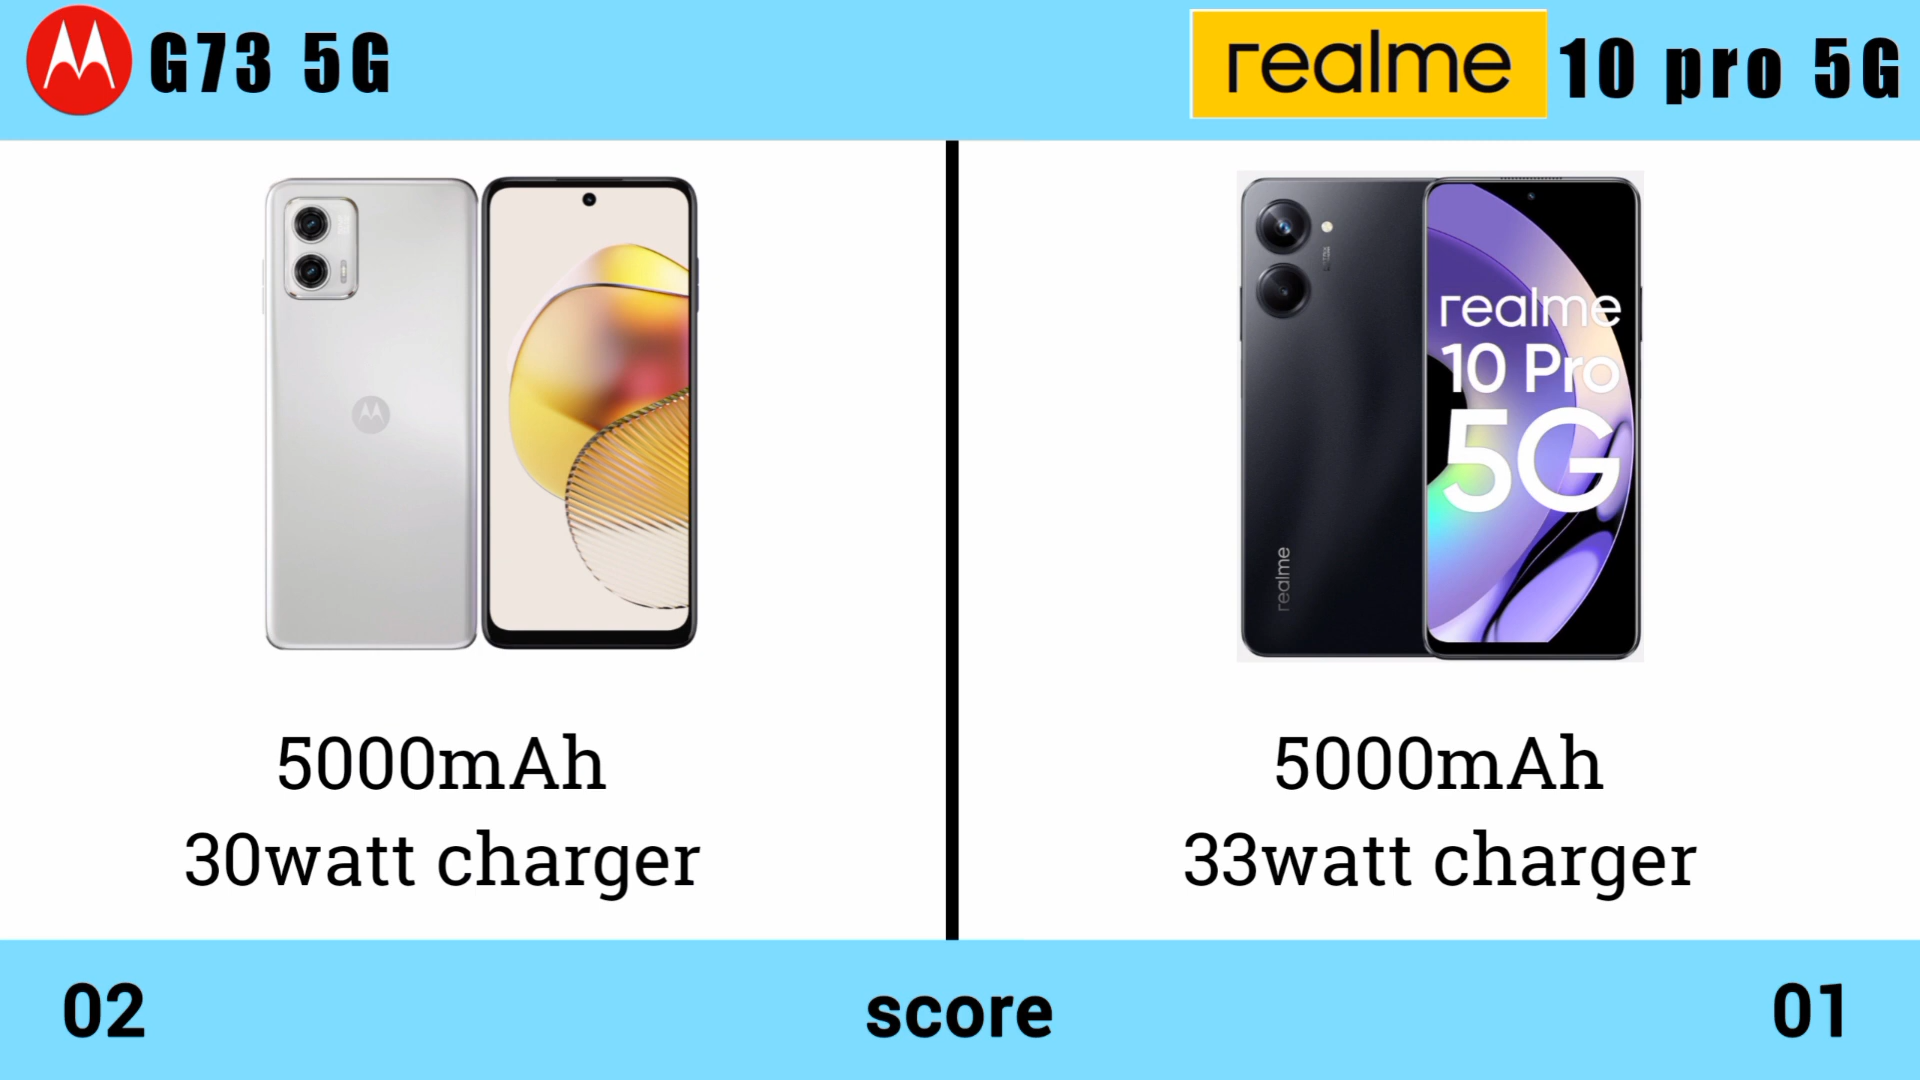 G73 5G
realme 10 pro 5G
realme
realme
10 Pro
5G
5000mAh
30watt charger
5000mAh
33watt charger
02
score
01